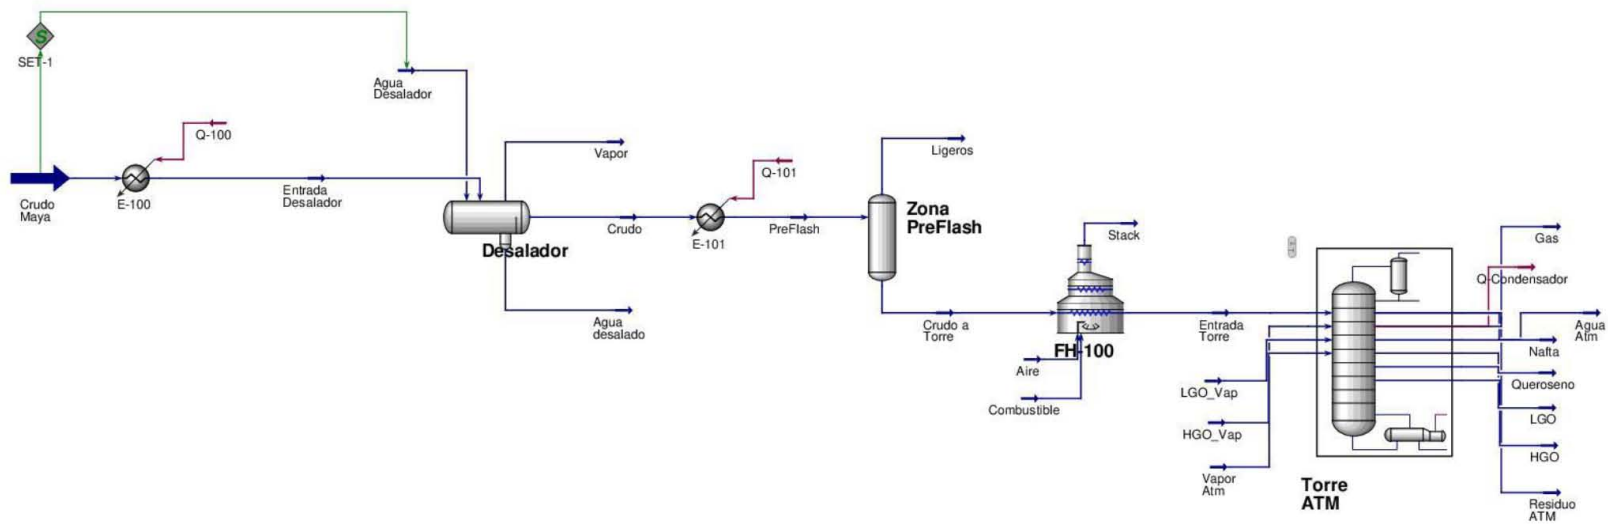 S
SET-1
Agua
Desalador
Q-100
Crudo
Maya
E-100
Entrada
Desalador
Vapor
Desalador
Agua
desalado
Crudo
Q-101
E-101
PreFlash
Ligeros
Zona
PreFlash
Crudo a
Torre
Stack
FH-100
Aire
Combustible
Entrada
Torre
LGO_Vap
HGO_Vap
Vapor
Atm
Torre
ATM
Gas
Q-Condensador
Agua
Atm
Nafta
Queroseno
LGO
HGO
Residuo
ATM